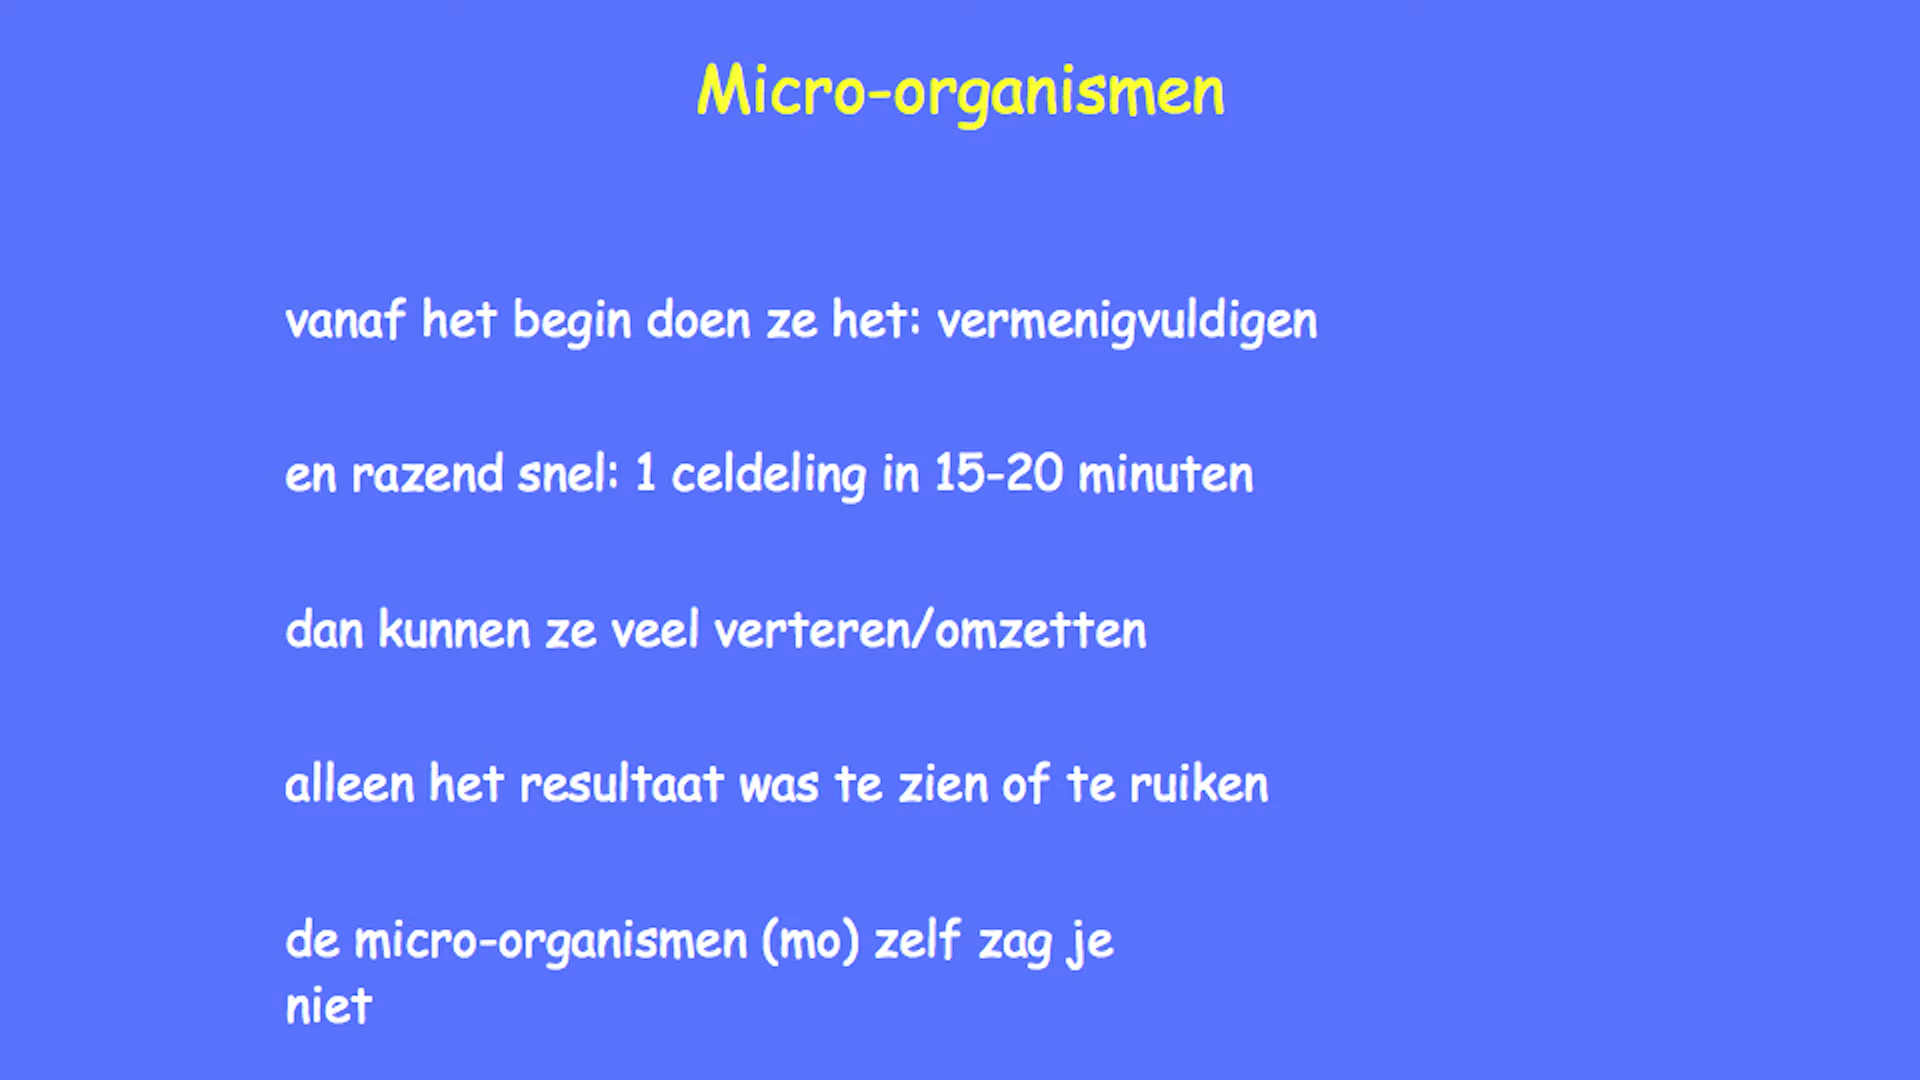 Micro-organismen
vanaf het begin doen ze het: vermenigvuldigen
en razend snel: 1 celdeling in 15-20 minuten
dan kunnen ze veel verteren/omzetten
alleen het resultaat was te zien of te ruiken
de micro-organismen (mo) zelf zag je
niet